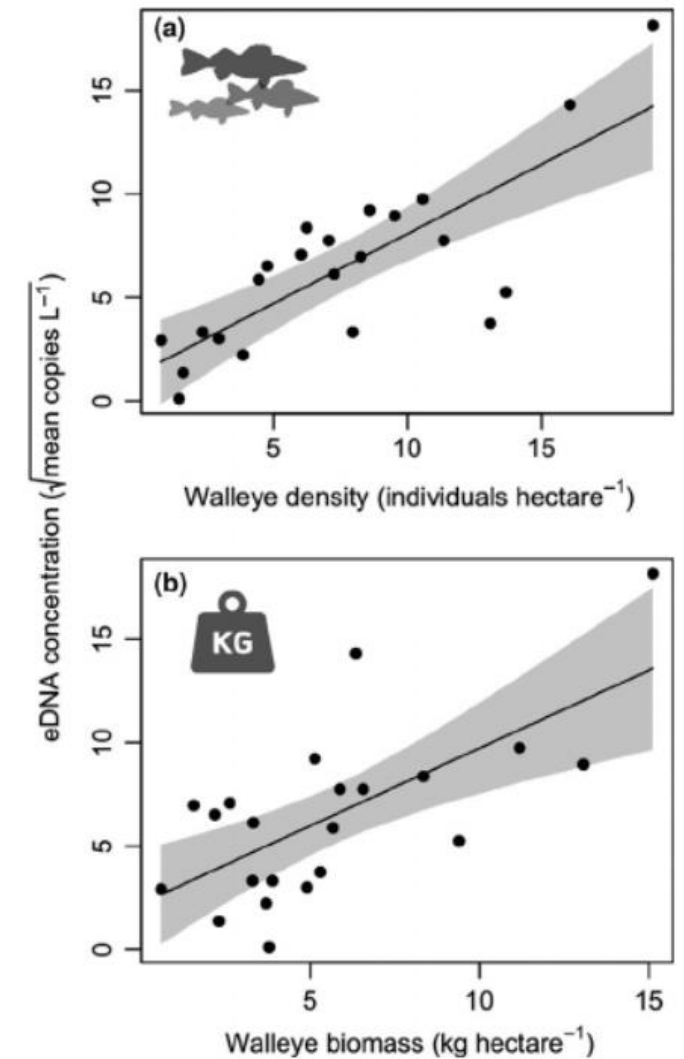 (a)
15
10
5
0
5 10 15
Walleye density (individuals hectare⁻¹)
eDNA concentration (√mean copies L⁻¹)
(b)
KG
15
10
5
0
5 10 15
Walleye biomass (kg hectare⁻¹)